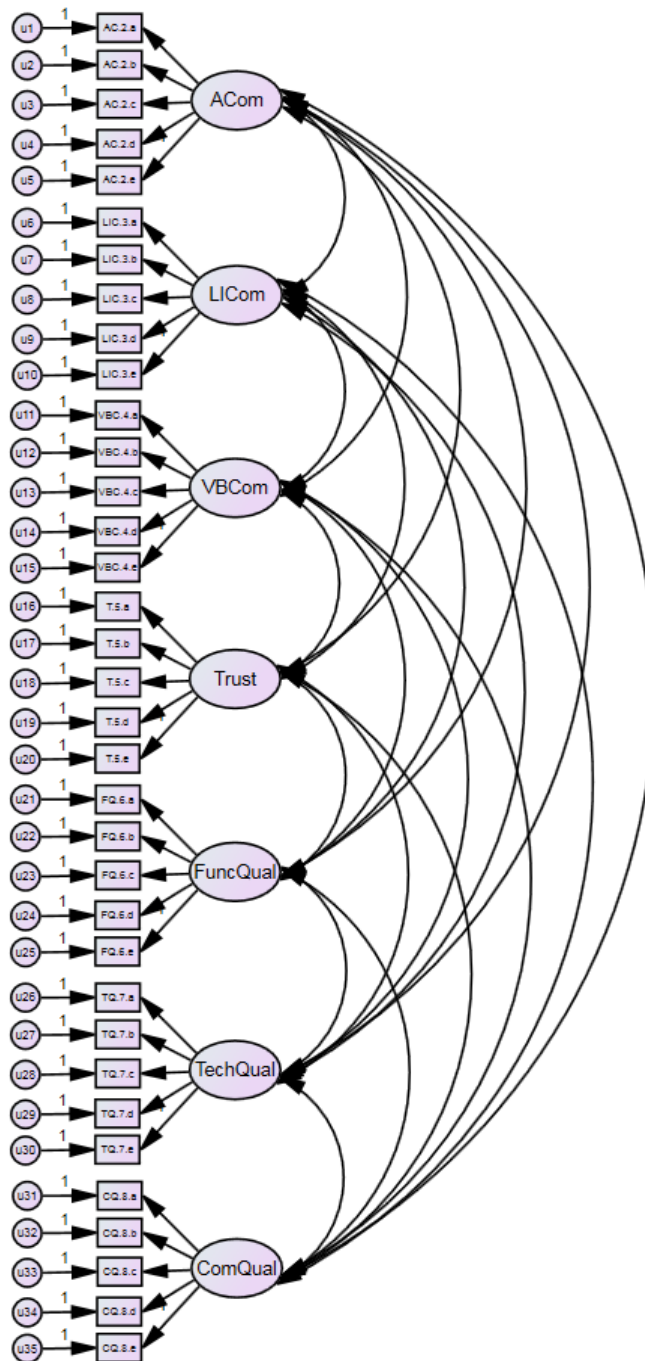 u1 1 AC.2.a
u2 1 AC.2.b
ACom
u3 1 AC.2.c
u4 1 AC.2.d
u5 1 AC.2.e
u6 1 LIC.3.a
u7 1 LIC.3.b
LICom
u8 1 LIC.3.c
u9 1 LIC.3.d
u10 1 LIC.3.e
u11 1 VBC.4.a
u12 1 VBC.4.b
VBCom
u13 1 VBC.4.c
u14 1 VBC.4.d
u15 1 VBC.4.e
u16 1 T.5.a
u17 1 T.5.b
Trust
u18 1 T.5.c
u19 1 T.5.d
u20 1 T.5.e
u21 1 FQ.6.a
u22 1 FQ.6.b
FuncQual
u23 1 FQ.6.c
u24 1 FQ.6.d
u25 1 FQ.6.e
u26 1 TQ.7.a
u27 1 TQ.7.b
TechQual
u28 1 TQ.7.c
u29 1 TQ.7.d
u30 1 TQ.7.e
u31 1 CQ.8.a
u32 1 CQ.8.b
ComQual
u33 1 CQ.8.c
u34 1 CQ.8.d
u35 1 CQ.8.e